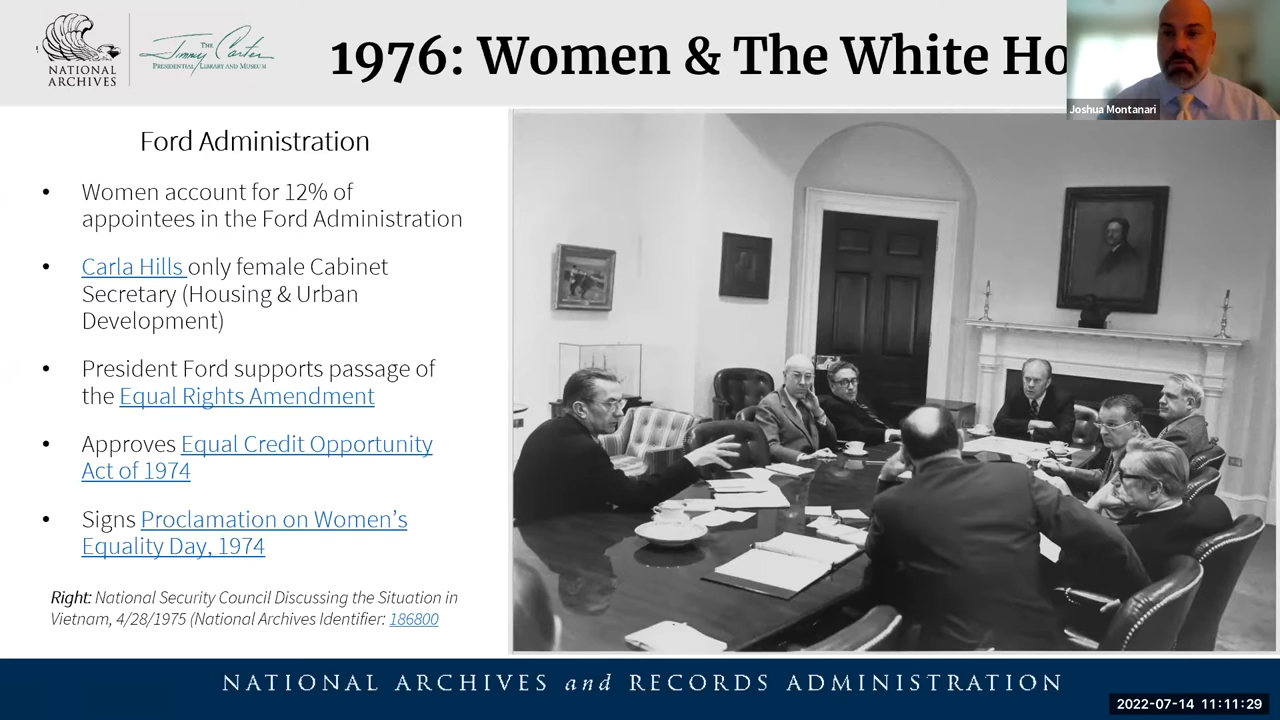 NATIONAL
ARCHIVES
THE
Jimmy Carter
PRESIDENTIAL LIBRARY AND MUSEUM
1976: Women & The White Ho
Joshua Montanari
Ford Administration
• Women account for 12% of
appointees in the Ford Administration
• Carla Hills only female Cabinet
Secretary (Housing & Urban
Development)
• President Ford supports passage of
the Equal Rights Amendment
• Approves Equal Credit Opportunity
Act of 1974
• Signs Proclamation on Women’s
Equality Day, 1974
Right: National Security Council Discussing the Situation in
Vietnam, 4/28/1975 (National Archives Identifier: 186800
NATIONAL ARCHIVES and RECORDS ADMINISTRATION
2022-07-14 11:11:29